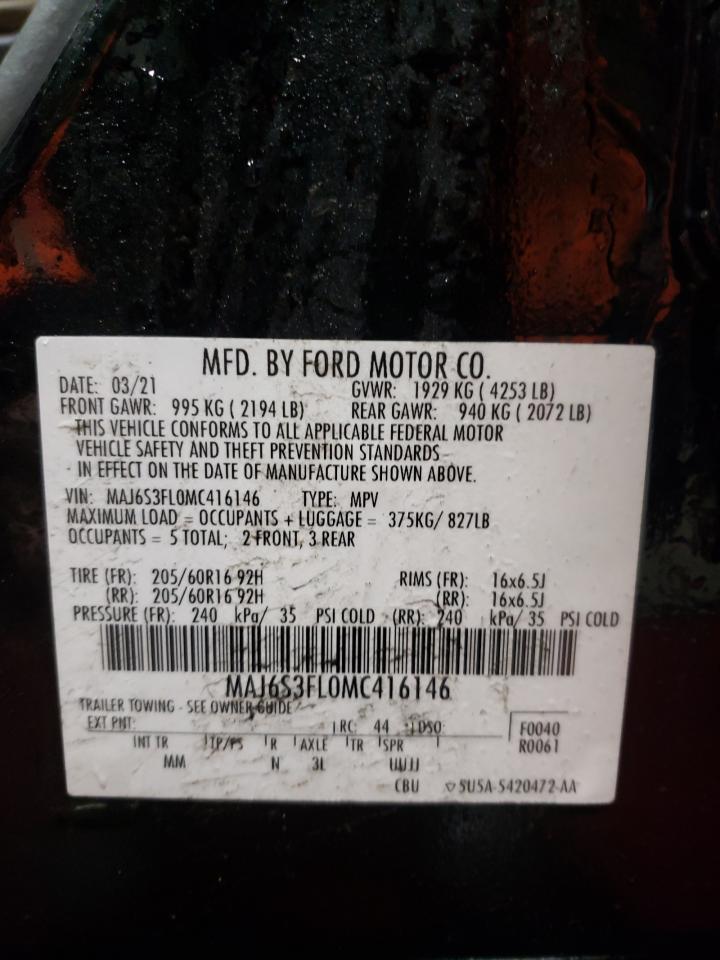 MFD. BY FORD MOTOR CO.
DATE: 03/21 GVWR: 1929 KG ( 4253 LB)
FRONT GAWR: 995 KG ( 2194 LB) REAR GAWR: 940 KG ( 2072 LB)
THIS VEHICLE CONFORMS TO ALL APPLICABLE FEDERAL MOTOR
VEHICLE SAFETY AND THEFT PREVENTION STANDARDS
IN EFFECT ON THE DATE OF MANUFACTURE SHOWN ABOVE.
VIN: MAJ6S3FL0MC416146 TYPE: MPV
MAXIMUM LOAD = OCCUPANTS + LUGGAGE = 375KG/ 827LB
OCCUPANTS = 5 TOTAL; 2 FRONT, 3 REAR
TIRE (FR): 205/60R16 92H RIMS (FR): 16x6.5J
(RR): 205/60R16 92H (RR): 16x6.5J
PRESSURE (FR): 240 kPa/ 35 PSI COLD (RR): 240 kPa/ 35 PSI COLD
MAJ6S3FL0MC416146
TRAILER TOWING - SEE OWNER GUIDE
EXT PNT: RC: 44 DSO: F0040
INT TR TP/PS R AXLE TR SPR R0061
MM N 3L UUJJ
CBU 5U5A-5420472-AA